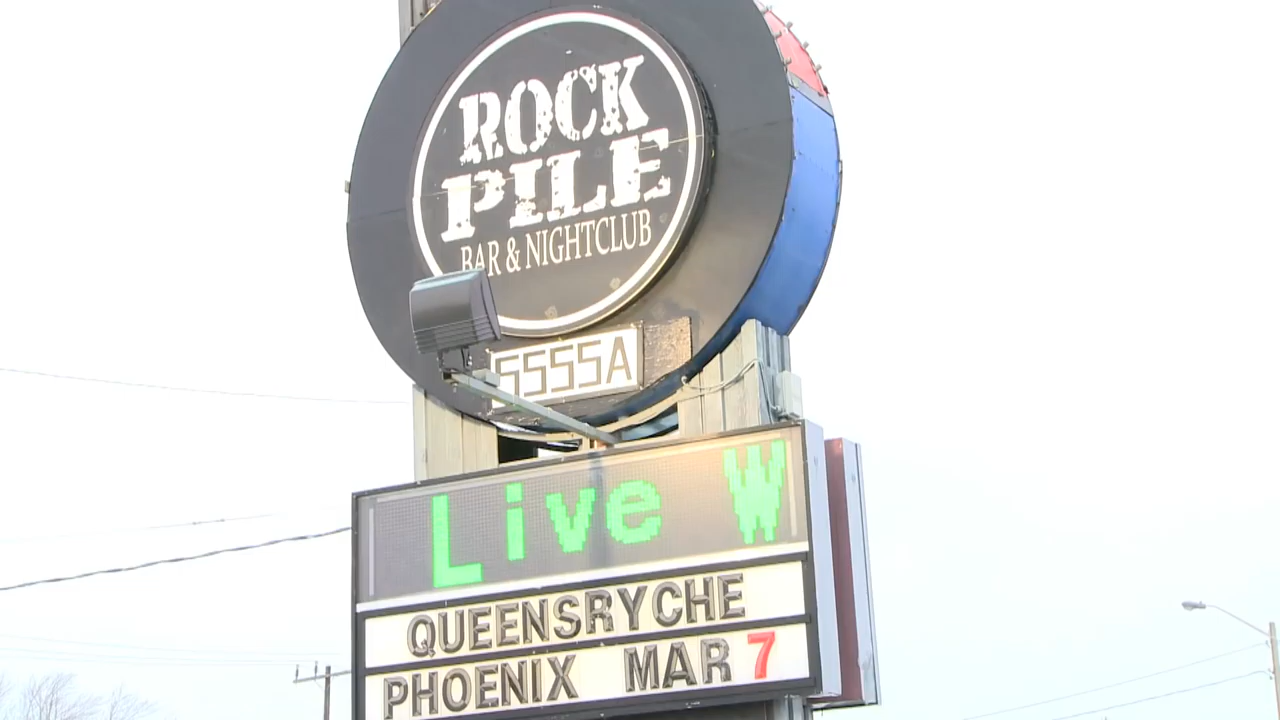 ROCK
PILE
BAR & NIGHTCLUB
5555A
Live W
QUEENSRYCHE
PHOENIX MAR 7